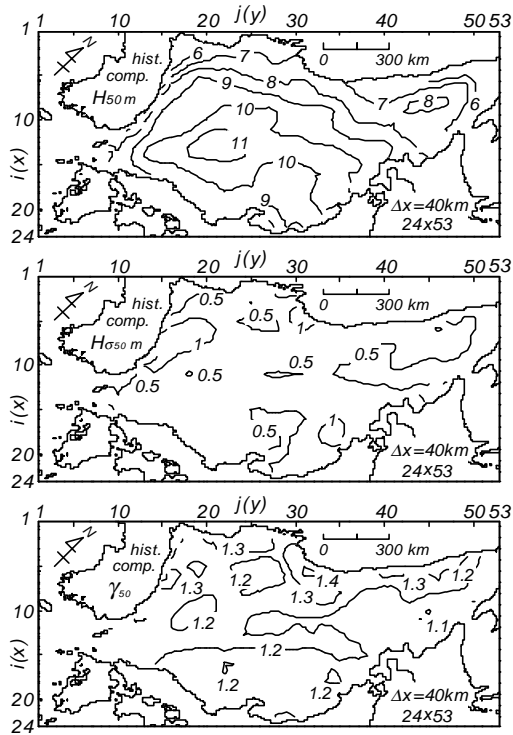 j(y)
1 10 20 30 40 50 53
N
hist.
comp.
H50 m
6 7
0 300 km
9 8
7 8 6
10
10
11
10
9
i(x)
1
10
20
24
Δx=40km
24x53
j(y)
1 10 20 30 40 50 53
N
hist.
comp.
Hσ50 m
0.5
0.5 1
0 300 km
1
0.5
0.5 0.5 0.5
0.5 1
i(x)
1
10
20
24
Δx=40km
24x53
j(y)
1 10 20 30 40 50 53
N
hist.
comp.
γ50
1.3
0 300 km
1.3 1.2 1.4
1.3 1.3 1.2
1.2 1.1
1.2
1.2 1.2
i(x)
1
10
20
24
Δx=40km
24x53